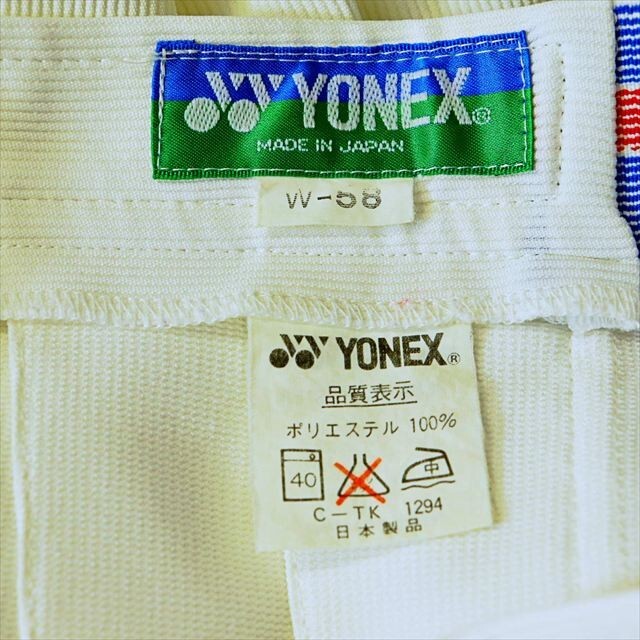 YONEX®
MADE IN JAPAN
W-58
YONEX®
品質表示
ポリエステル 100%
40 中
C-TK 1294
日本製品